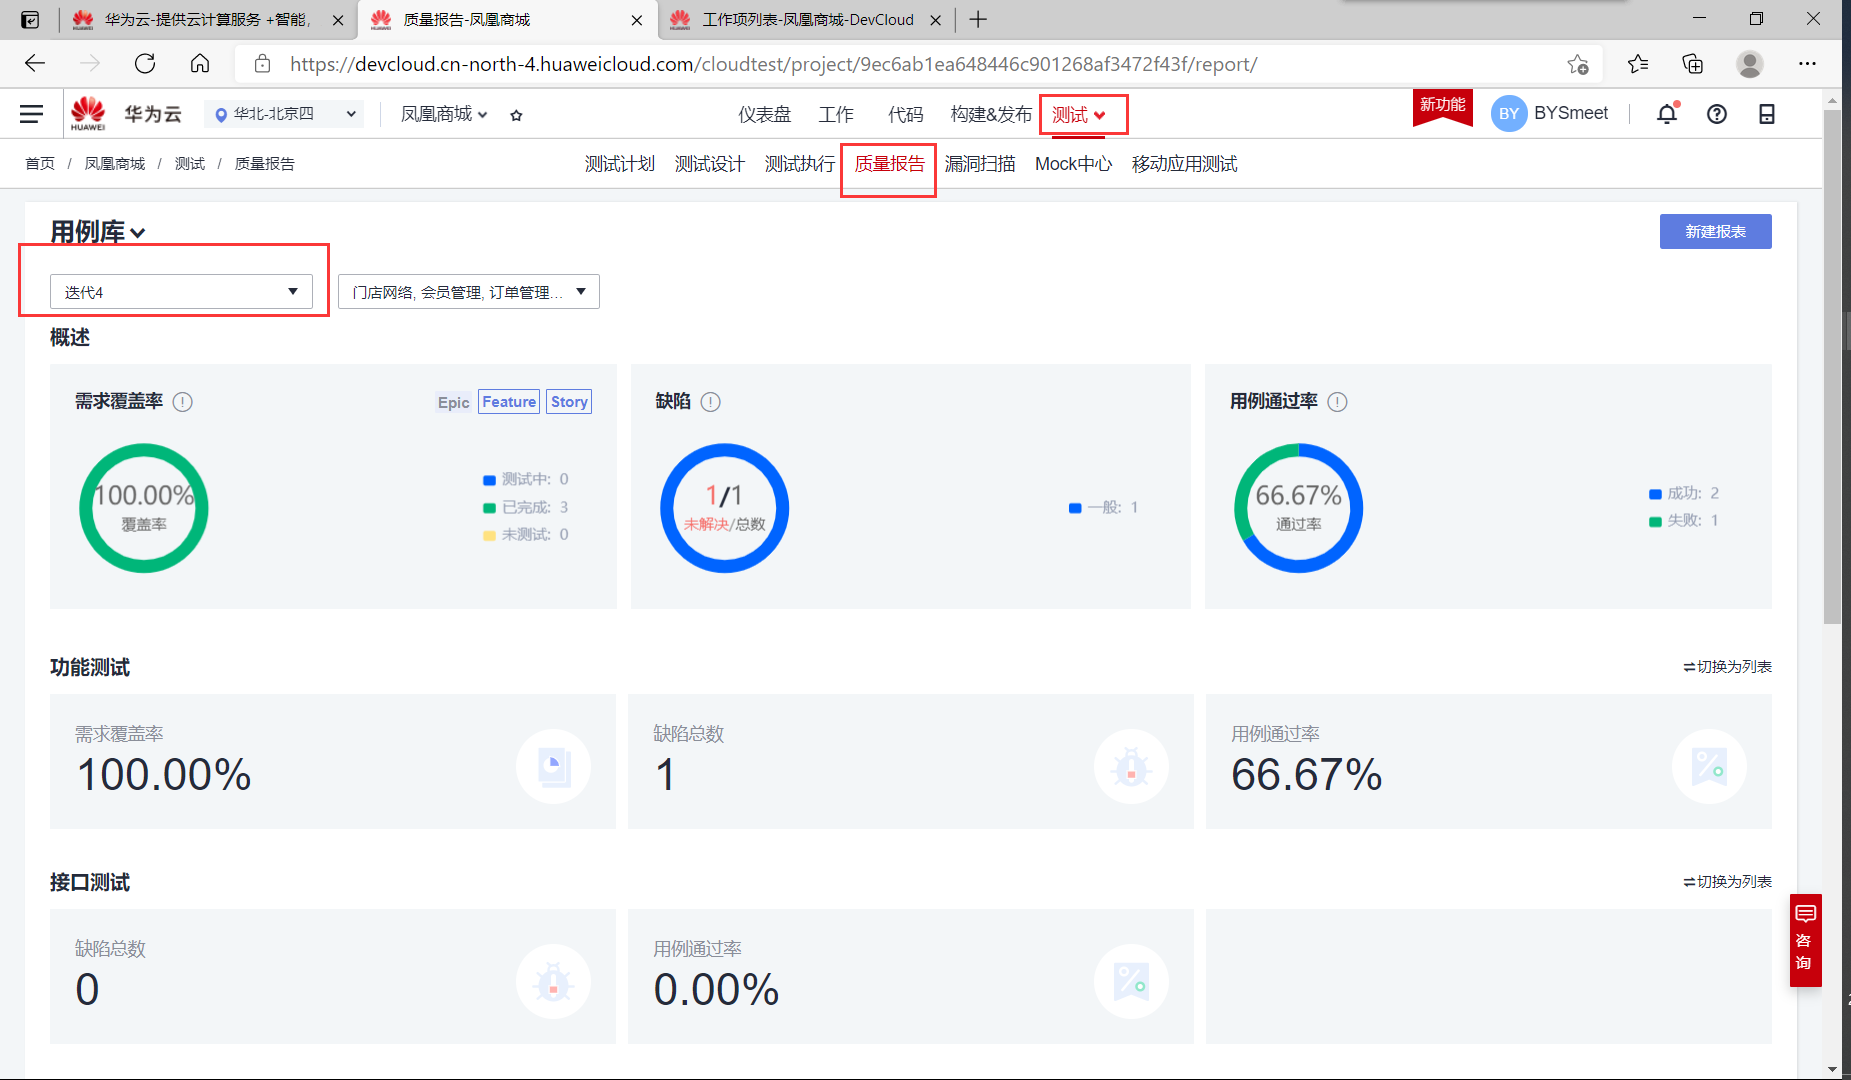 华为云-提供云计算服务 +智能,
质量报告-凤凰商城
工作项列表-凤凰商城-DevCloud
https://devcloud.cn-north-4.huaweicloud.com/cloudtest/project/9ec6ab1ea648446c901268af3472f43f/report/
HUAWEI
华为云
华北-北京四
凤凰商城
仪表盘
工作
代码
构建&发布
测试
新功能
BY
BYSmeet
首页 / 凤凰商城 / 测试 / 质量报告
测试计划
测试设计
测试执行
质量报告
漏洞扫描
Mock中心
移动应用测试
用例库
新建报表
迭代4
门店网络, 会员管理, 订单管理...
概述
需求覆盖率
Epic
Feature
Story
100.00%
覆盖率
测试中: 0
已完成: 3
未测试: 0
缺陷
1/1
未解决/总数
一般: 1
用例通过率
66.67%
通过率
成功: 2
失败: 1
功能测试
切换为列表
需求覆盖率
100.00%
缺陷总数
1
用例通过率
66.67%
接口测试
切换为列表
缺陷总数
0
用例通过率
0.00%
咨
询